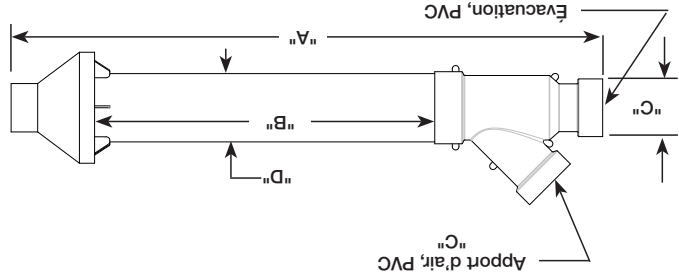 Apport d'air, PVC
"C"
"D"
"B"
"C"
"A"
Évacuation, PVC